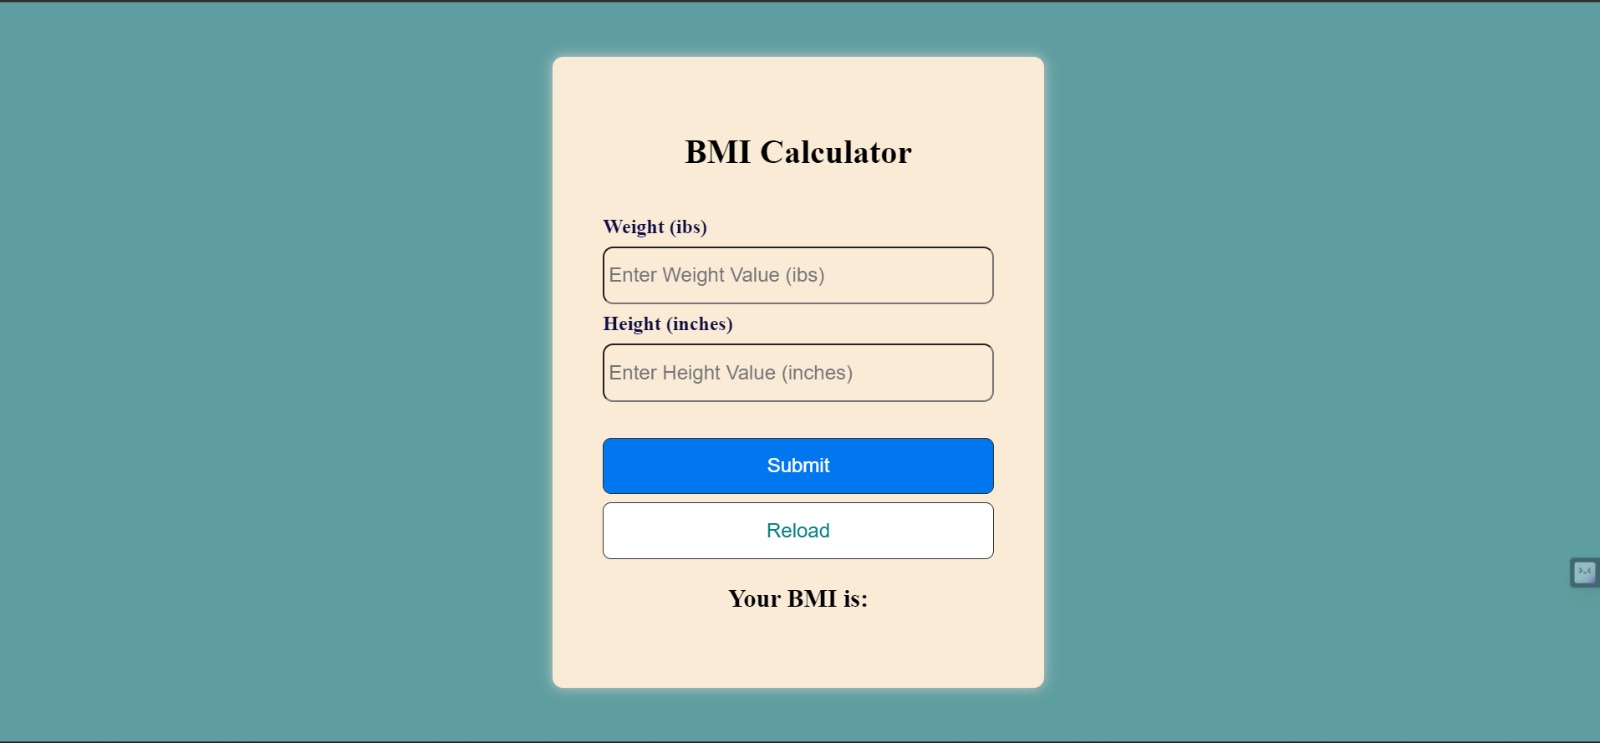 BMI Calculator
Weight (ibs)
Enter Weight Value (ibs)
Height (inches)
Enter Height Value (inches)
Submit
Reload
Your BMI is: